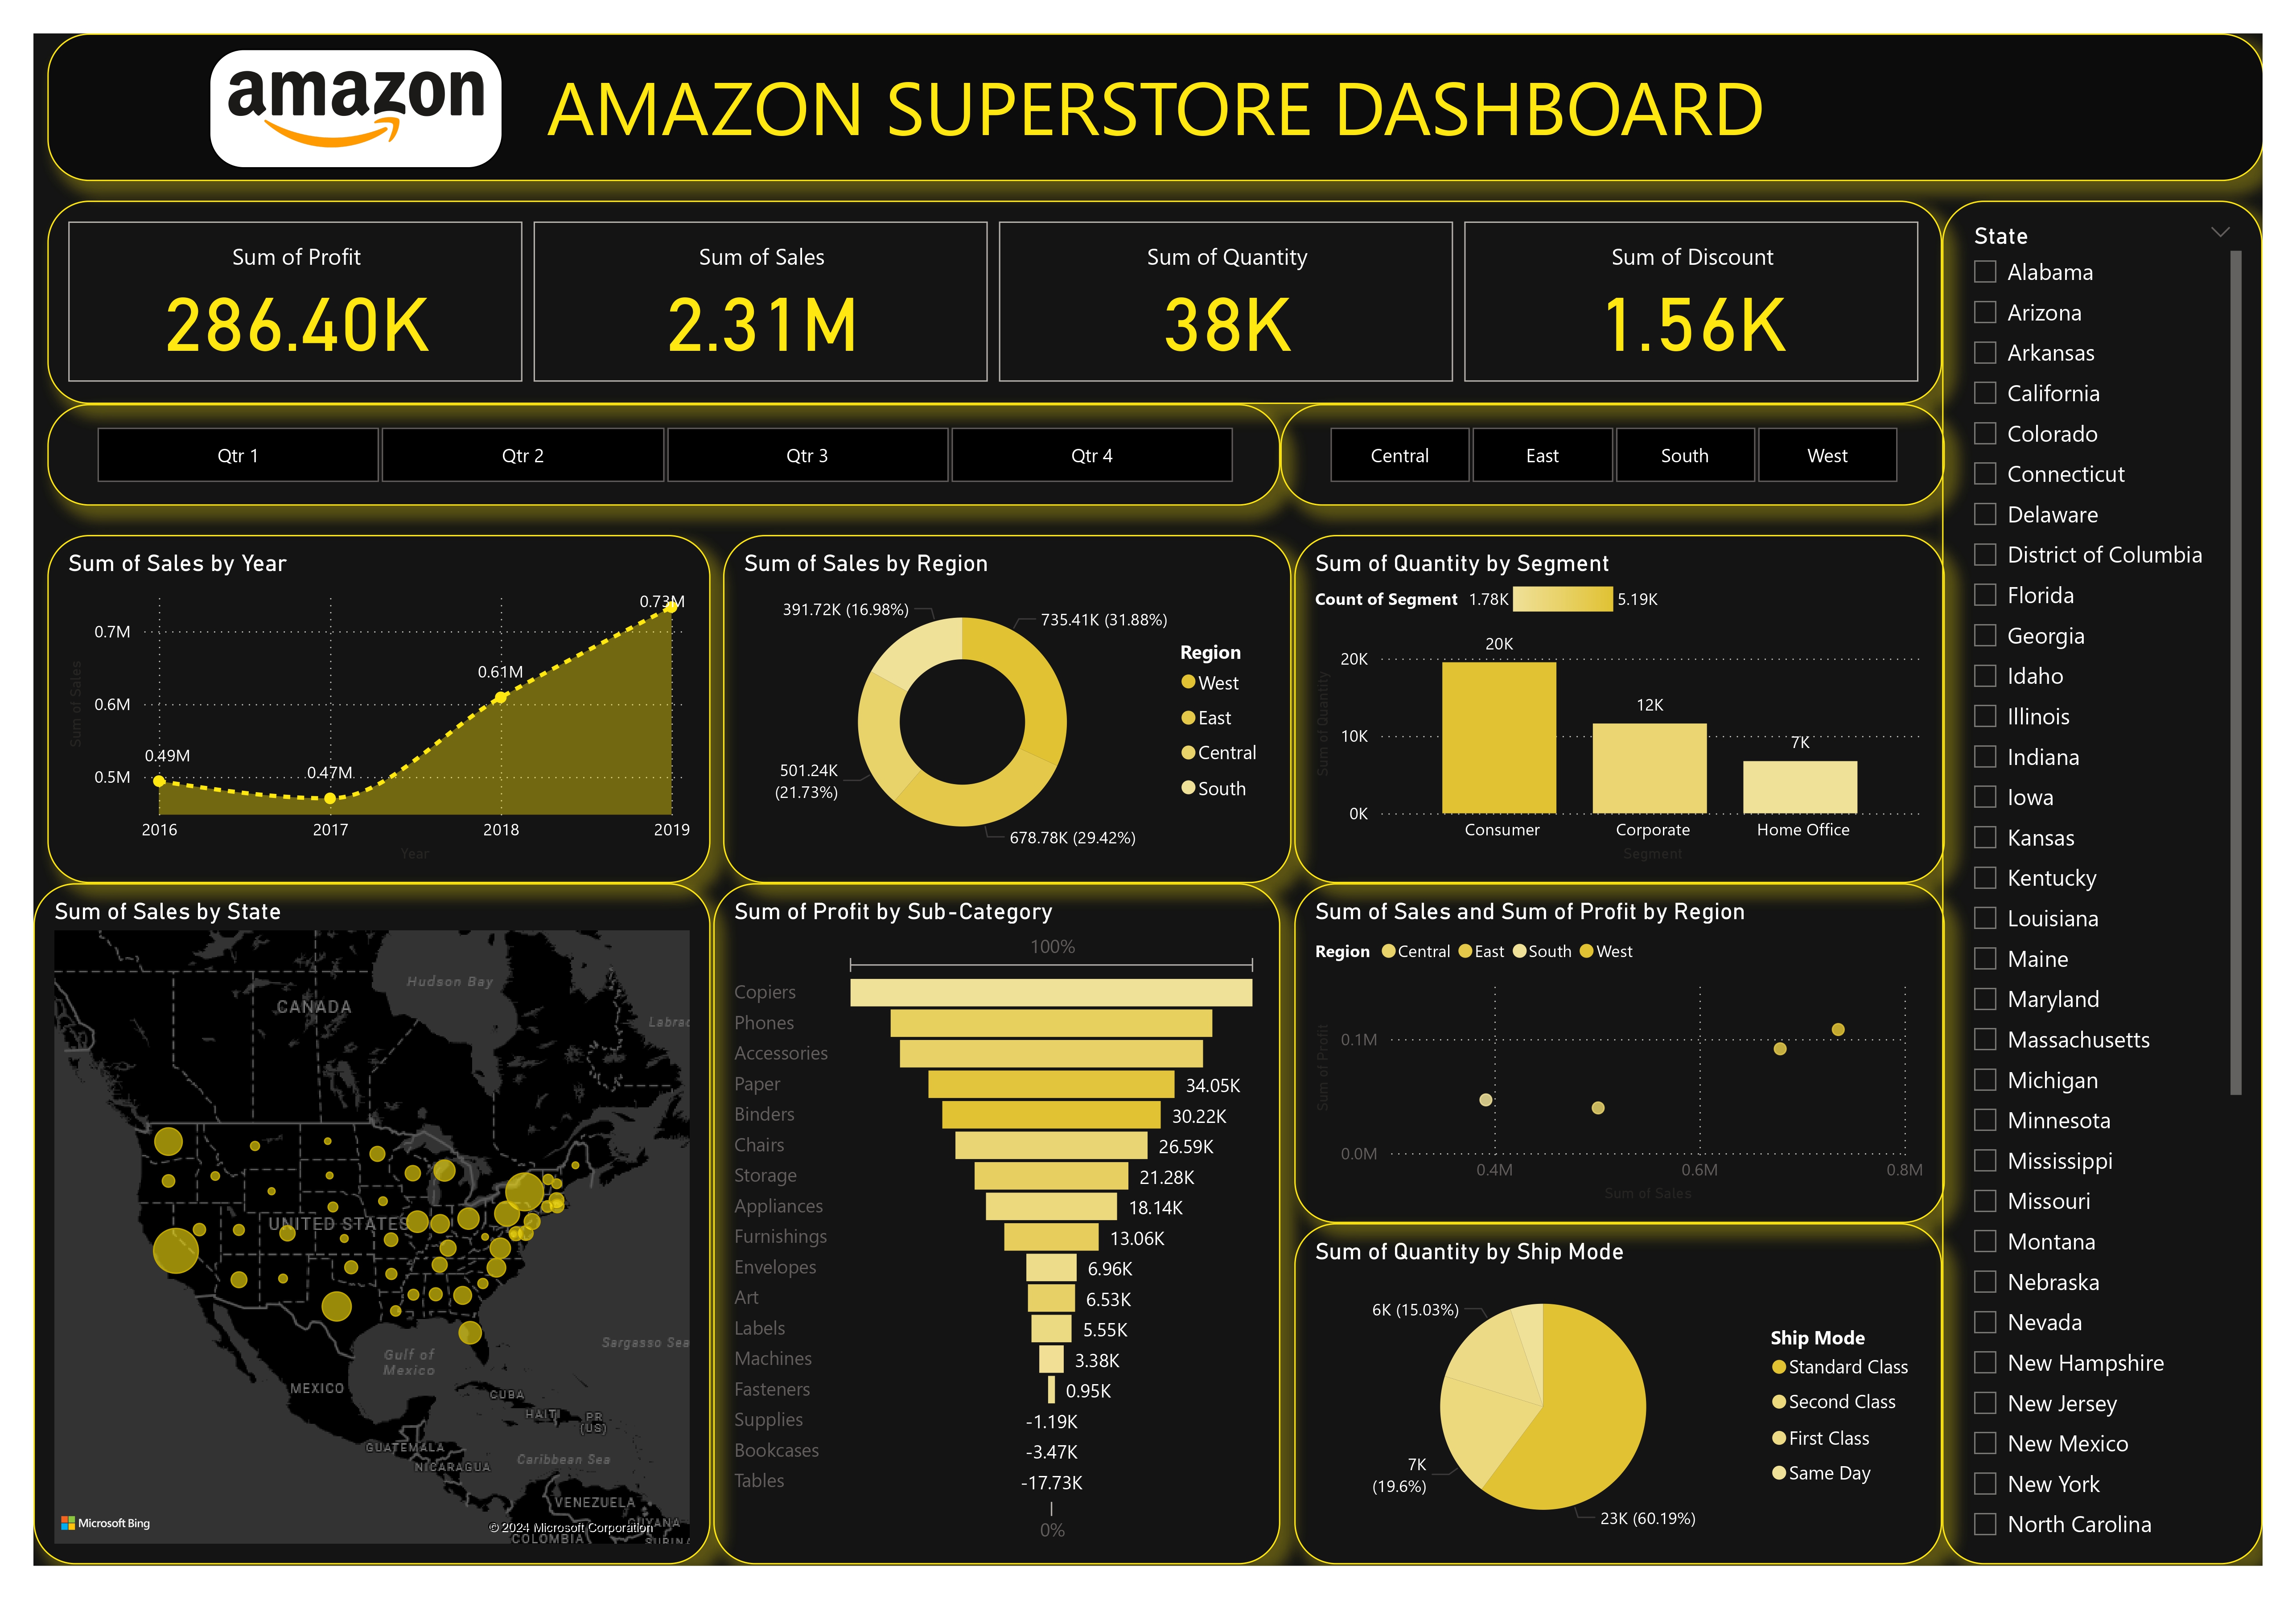 amazon
AMAZON SUPERSTORE DASHBOARD
Sum of Profit
286.40K
Sum of Sales
2.31M
Sum of Quantity
38K
Sum of Discount
1.56K
Qtr 1
Qtr 2
Qtr 3
Qtr 4
Central
East
South
West
State
Alabama
Arizona
Arkansas
California
Colorado
Connecticut
Delaware
District of Columbia
Florida
Georgia
Idaho
Illinois
Indiana
Iowa
Kansas
Kentucky
Louisiana
Maine
Maryland
Massachusetts
Michigan
Minnesota
Mississippi
Missouri
Montana
Nebraska
Nevada
New Hampshire
New Jersey
New Mexico
New York
North Carolina
Sum of Sales by Year
Sum of Sales
0.7M
0.6M
0.5M
0.49M
0.47M
0.61M
0.73M
2016
2017
2018
2019
Year
Sum of Sales by Region
391.72K (16.98%)
735.41K (31.88%)
501.24K
(21.73%)
678.78K (29.42%)
Region
West
East
Central
South
Sum of Quantity by Segment
Count of Segment 1.78K 5.19K
Sum of Quantity
20K
10K
0K
20K
12K
7K
Consumer
Corporate
Home Office
Segment
Sum of Sales by State
Hudson Bay
CANADA
Labrac
UNITED STATES
Sargasso Sea
Gulf of
Mexico
MEXICO
CUBA
HAITI
PR
(US)
GUATEMALA
Caribbean Sea
NICARAGUA
VENEZUELA
GUYANA
COLOMBIA
SURINA
Microsoft Bing
© 2024 Microsoft Corporation
Sum of Profit by Sub-Category
100%
Copiers
Phones
Accessories
Paper 34.05K
Binders 30.22K
Chairs 26.59K
Storage 21.28K
Appliances 18.14K
Furnishings 13.06K
Envelopes 6.96K
Art 6.53K
Labels 5.55K
Machines 3.38K
Fasteners 0.95K
Supplies -1.19K
Bookcases -3.47K
Tables -17.73K
0%
Sum of Sales and Sum of Profit by Region
Region Central East South West
Sum of Profit
0.1M
0.0M
0.4M
0.6M
0.8M
Sum of Sales
Sum of Quantity by Ship Mode
6K (15.03%)
7K
(19.6%)
23K (60.19%)
Ship Mode
Standard Class
Second Class
First Class
Same Day